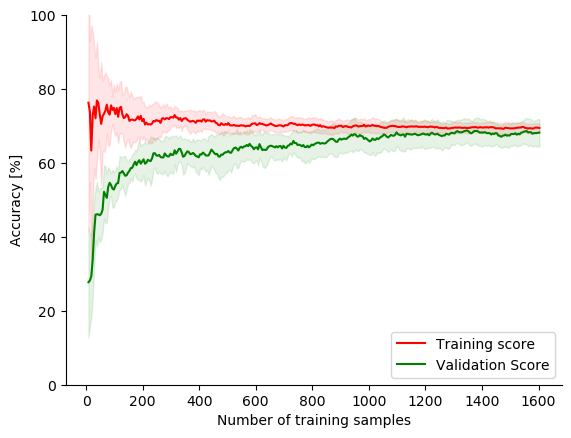 100
80
60
40
20
0
Accuracy [%]
0 200 400 600 800 1000 1200 1400 1600
Number of training samples
Training score
Validation Score